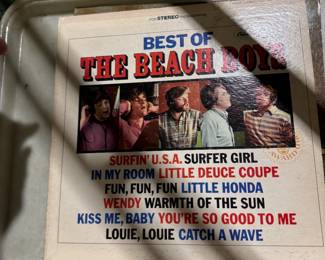 STEREO
BEST OF
THE BEACH BOYS
SURFIN' U.S.A. SURFER GIRL
IN MY ROOM LITTLE DEUCE COUPE
FUN, FUN, FUN LITTLE HONDA
WENDY WARMTH OF THE SUN
KISS ME, BABY YOU'RE SO GOOD TO ME
LOUIE, LOUIE CATCH A WAVE